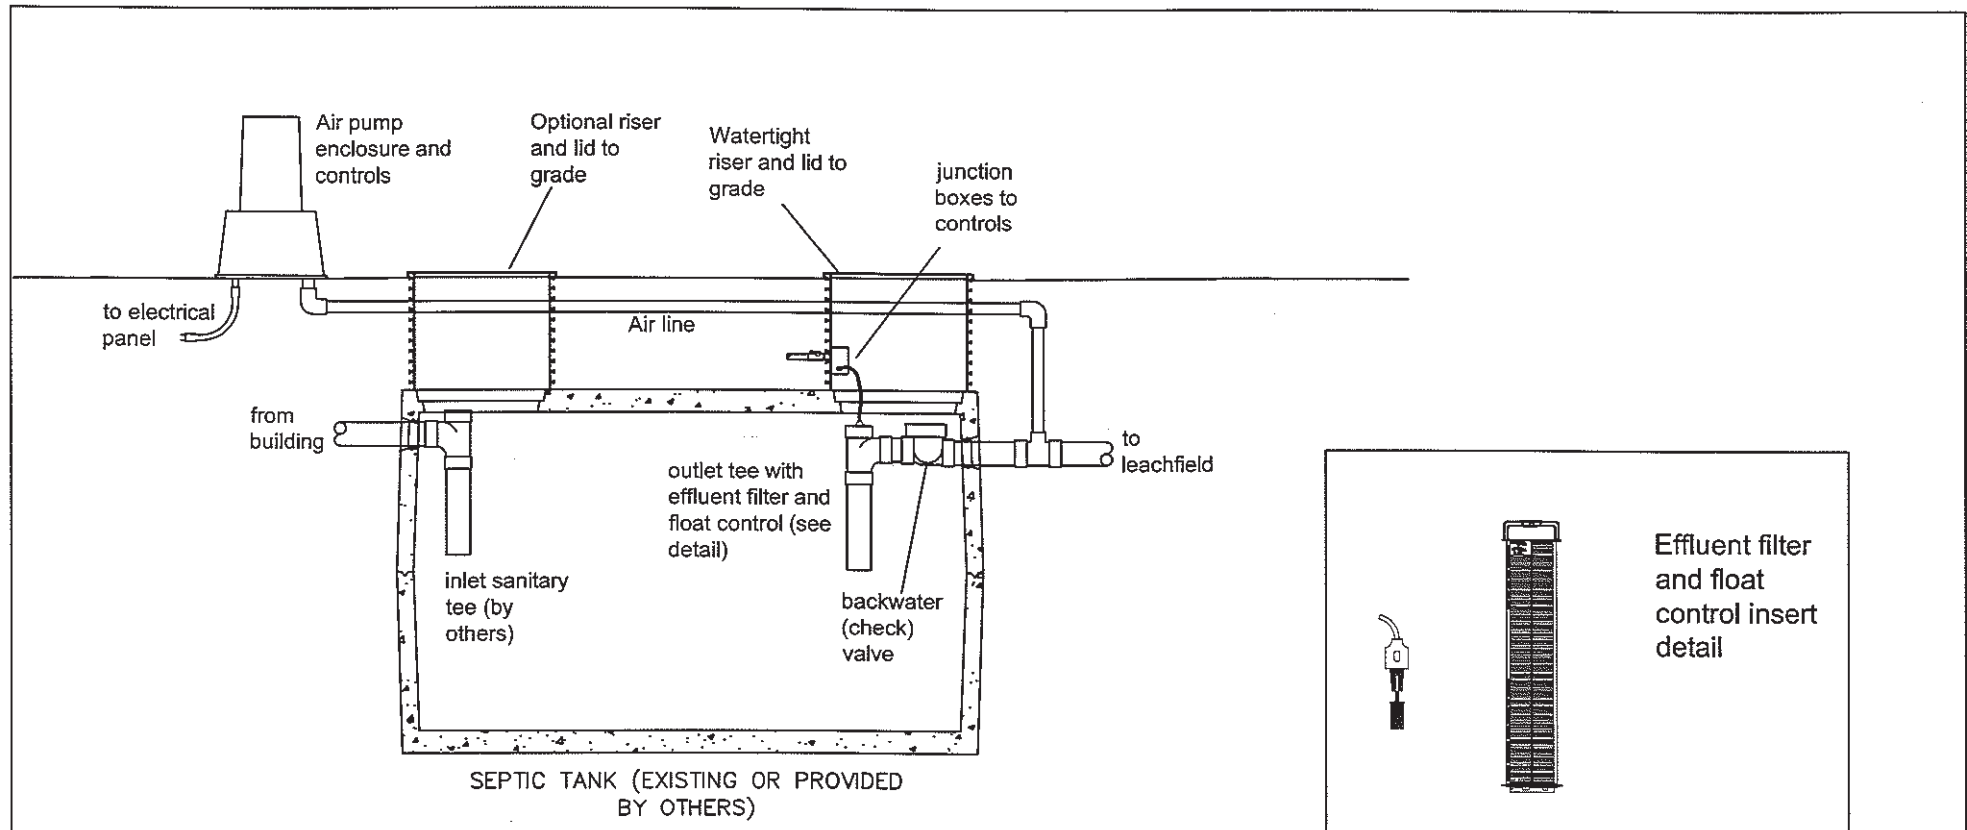 Air pump
enclosure and
controls
Optional riser
and lid to
grade
Watertight
riser and lid to
grade
junction
boxes to
controls
to electrical
panel
Air line
from
building
to
leachfield
outlet tee with
effluent filter and
float control (see
detail)
inlet sanitary
tee (by
others)
backwater
(check)
valve
SEPTIC TANK (EXISTING OR PROVIDED
BY OTHERS)
Effluent filter
and float
control insert
detail